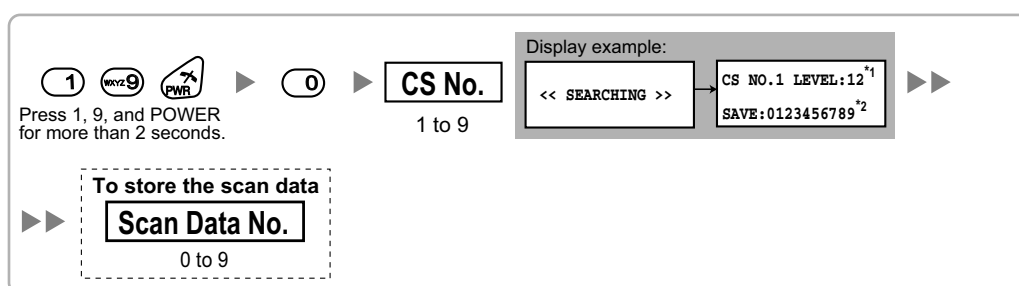 1) WXYZ9 PWR 0 CS No.
Press 1, 9, and POWER
for more than 2 seconds.
1 to 9
Display example:
<< SEARCHING >>
CS NO.1 LEVEL:12*1
SAVE:0123456789*2
To store the scan data
Scan Data No.
0 to 9